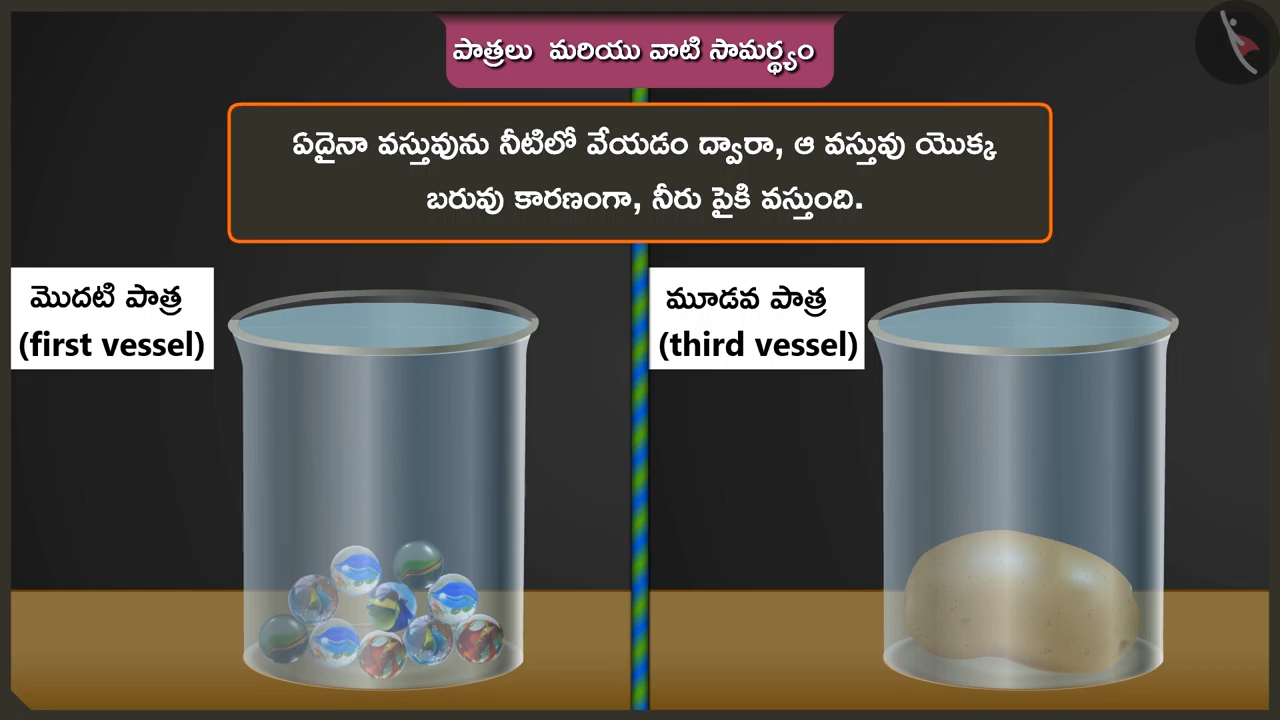 పాత్రలు మరియు వాటి సామర్థ్యం
ఏదైనా వస్తువును నీటిలో వేయడం ద్వారా, ఆ వస్తువు యొక్క
బరువు కారణంగా, నీరు పైకి వస్తుంది.
మొదటి పాత్ర
(first vessel)
మూడవ పాత్ర
(third vessel)